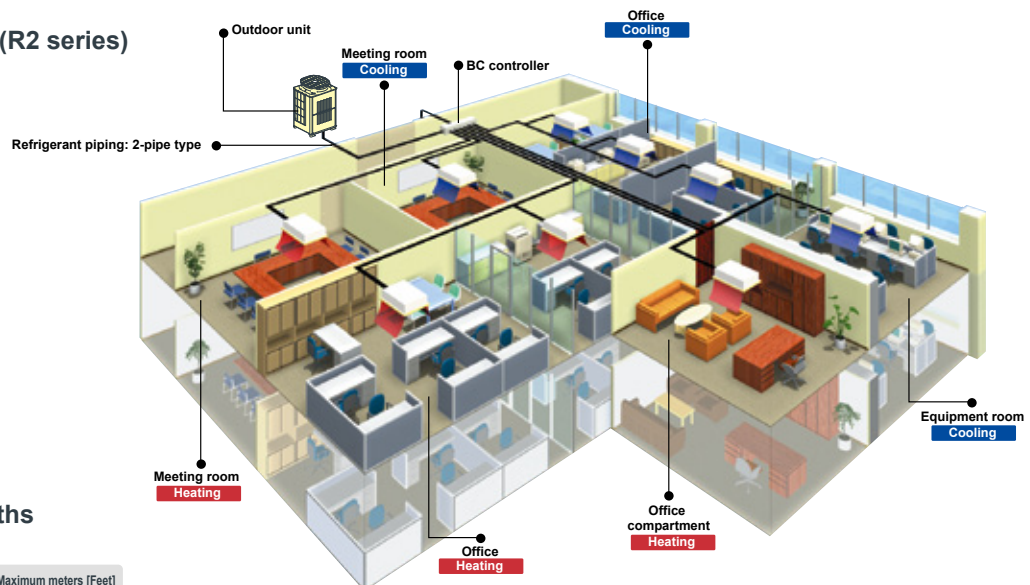 (R2 series)
Outdoor unit
Office
Cooling
Meeting room
Cooling
BC controller
Refrigerant piping: 2-pipe type
Equipment room
Cooling
Meeting room
Heating
Office
compartment
Heating
Office
Heating
ths
Maximum meters [Feet]